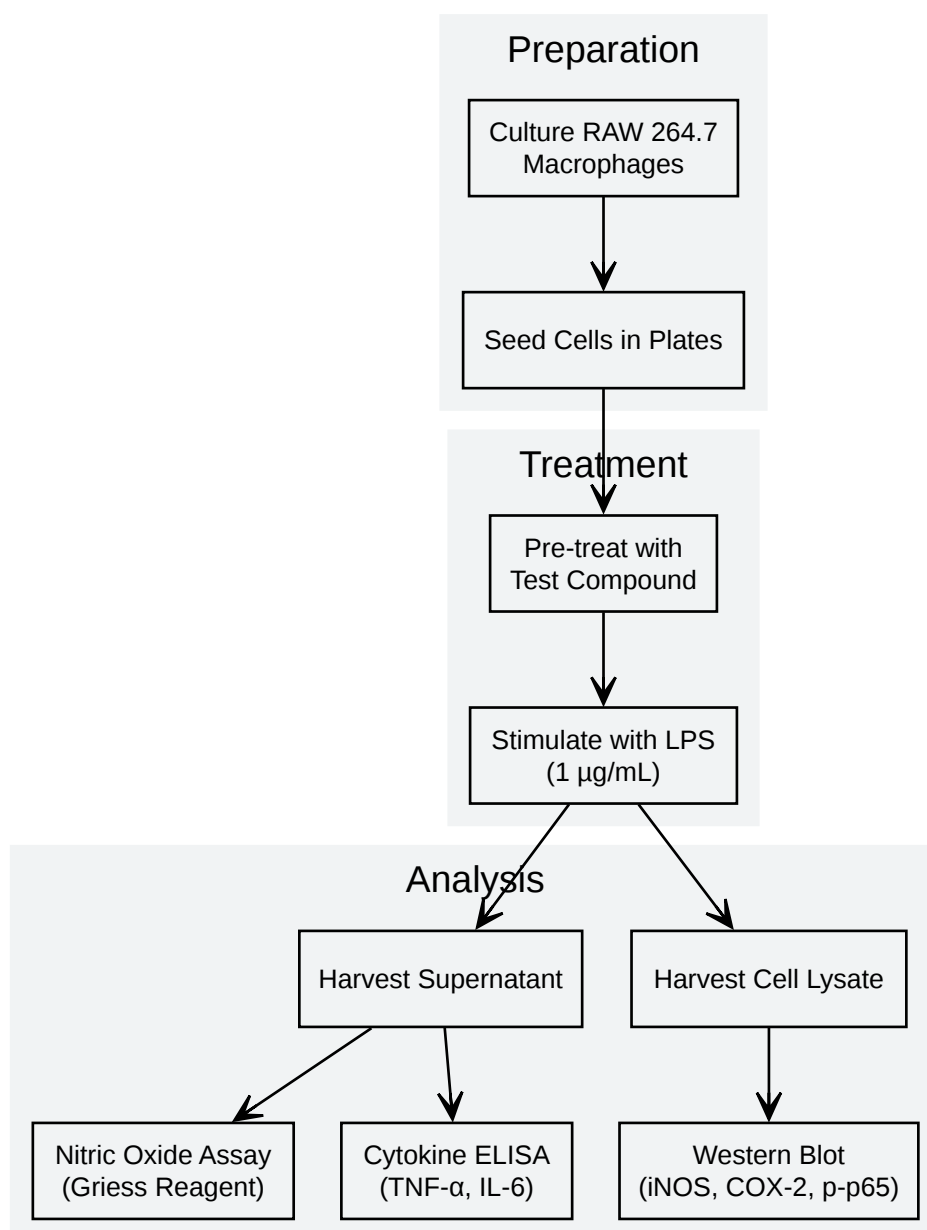 Preparation
Culture RAW 264.7
Macrophages
Seed Cells in Plates
Treatment
Pre-treat with
Test Compound
Stimulate with LPS
(1 µg/mL)
Analysis
Harvest Supernatant
Harvest Cell Lysate
Nitric Oxide Assay
(Griess Reagent)
Cytokine ELISA
(TNF-α, IL-6)
Western Blot
(iNOS, COX-2, p-p65)